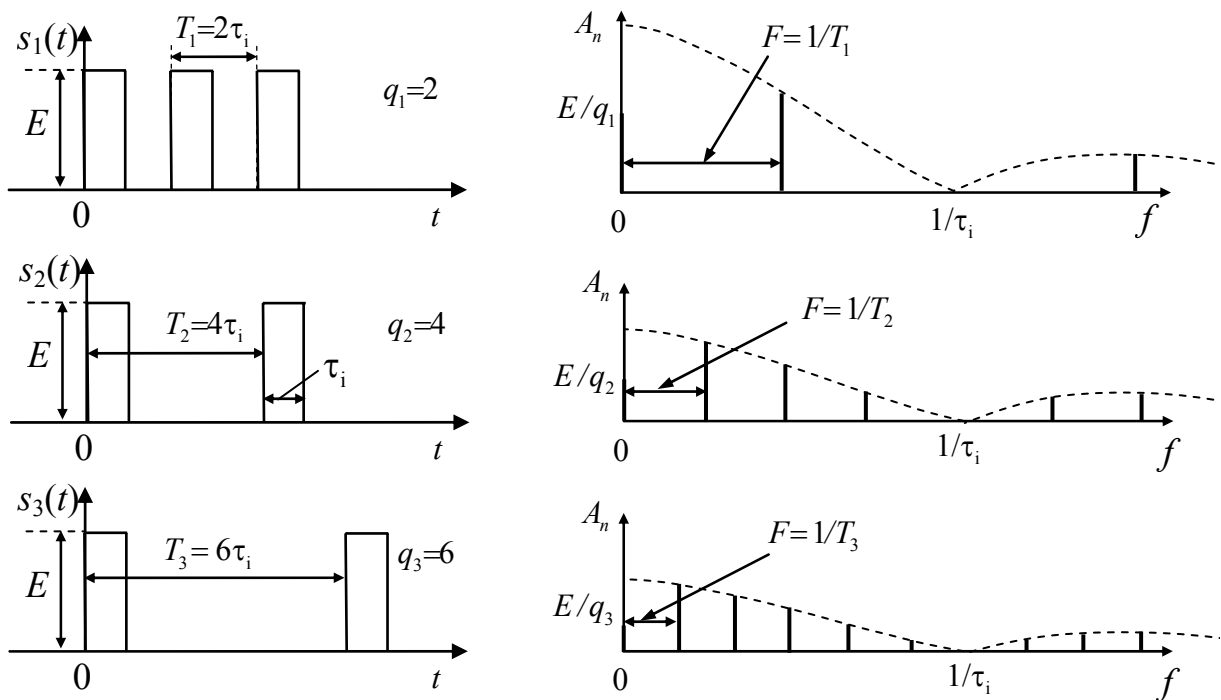 s₁(t)
T₁=2τᵢ
q₁=2
E
0
t
Aₙ
F=1/T₁
E/q₁
0
1/τᵢ
f
s₂(t)
T₂=4τᵢ
q₂=4
E
τᵢ
0
t
Aₙ
F=1/T₂
E/q₂
0
1/τᵢ
f
s₃(t)
T₃=6τᵢ
q₃=6
E
0
t
Aₙ
F=1/T₃
E/q₃
0
1/τᵢ
f